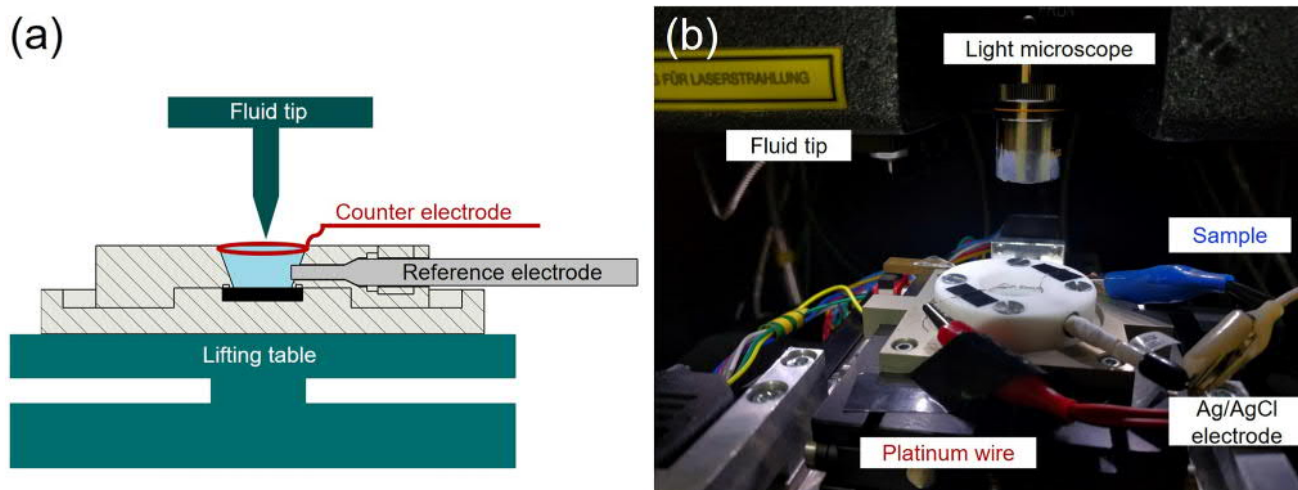 (a)
Fluid tip
Counter electrode
Reference electrode
Lifting table
(b)
Light microscope
FÜR LASERSTRAHLUNG
Fluid tip
Sample
Ag/AgCl
electrode
Platinum wire